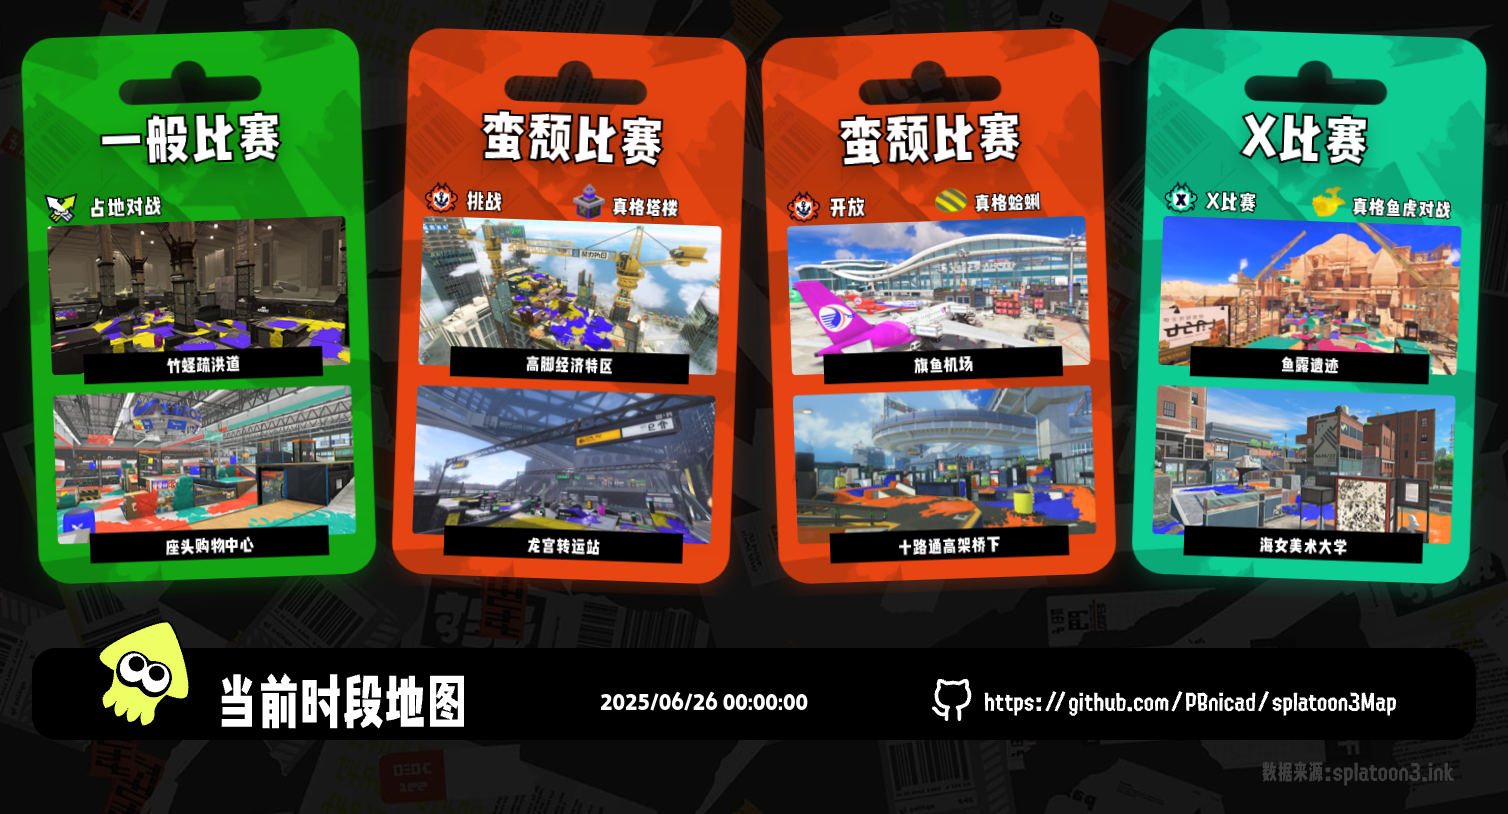 一般比赛
占地对战
竹蛏疏洪道
座头购物中心
蛮颓比赛
挑战
真格塔楼
高脚经济特区
龙宫转运站
蛮颓比赛
开放
真格蛤蜊
旗鱼机场
十路通高架桥下
X比赛
X比赛
真格鱼虎对战
鱼露遗迹
海女美术大学
当前时段地图
2025/06/26 00:00:00
https://github.com/PBnicad/splatoon3Map
数据来源:splatoon3.ink